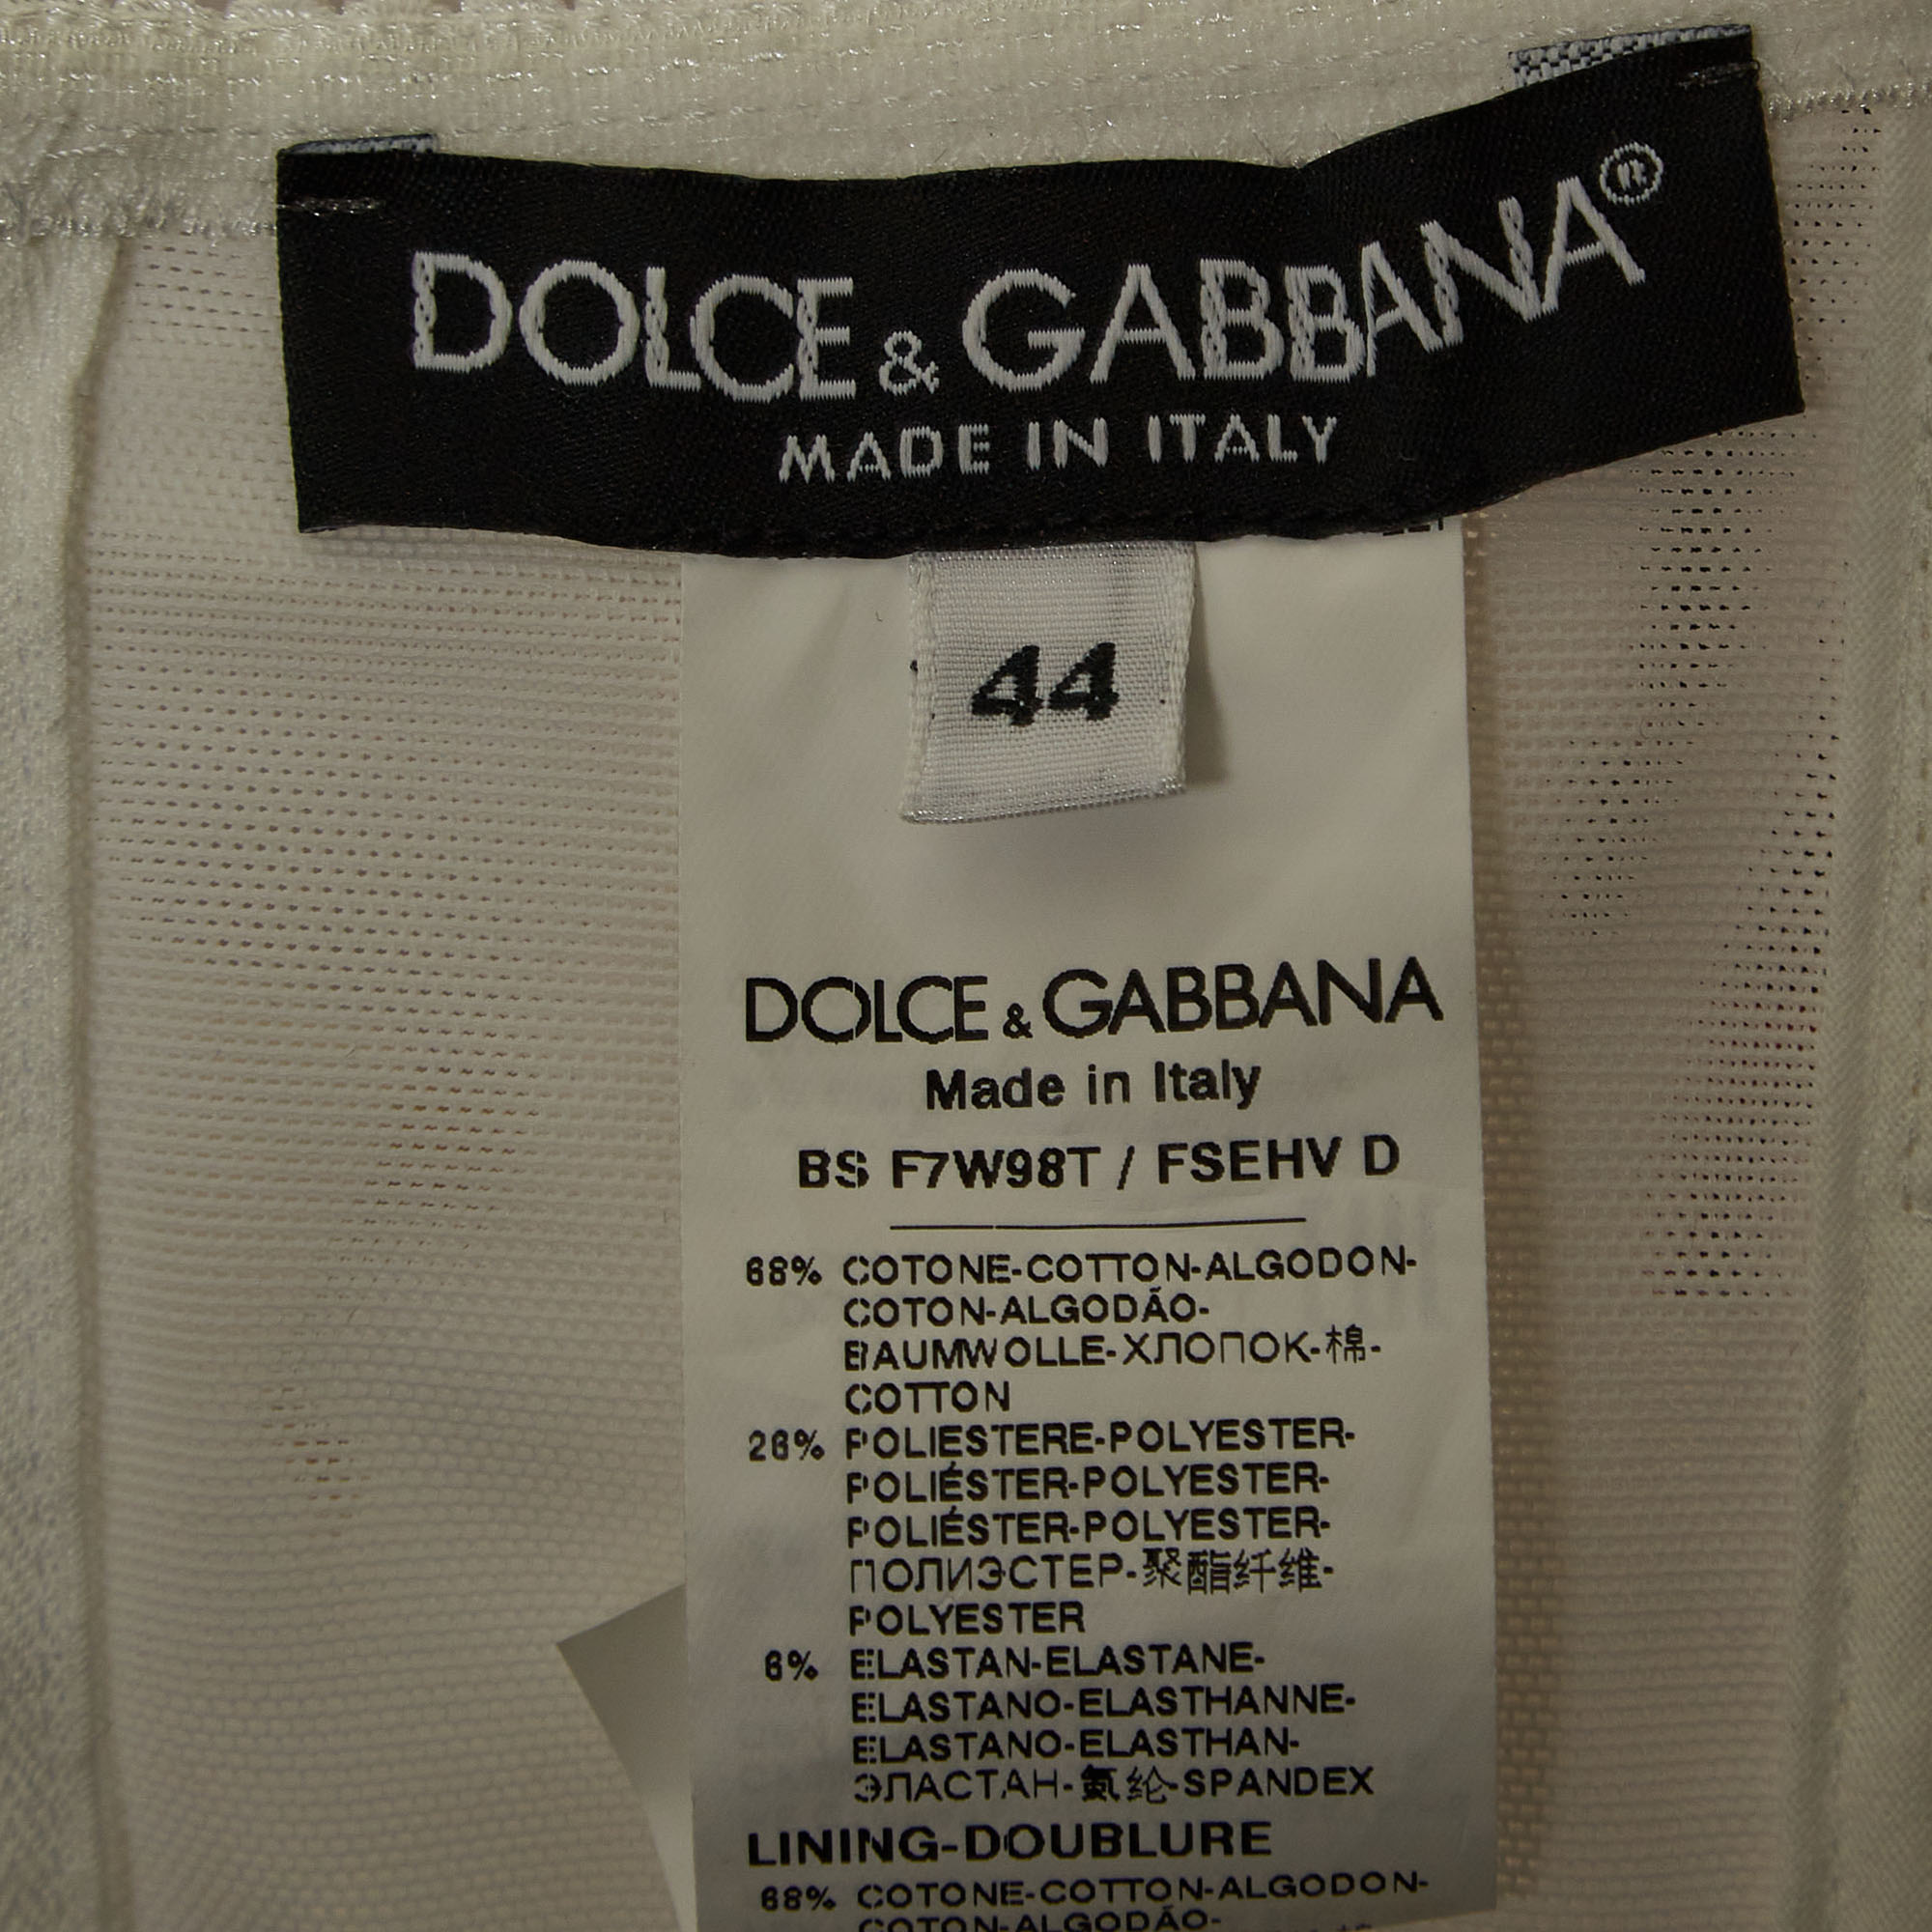 DOLCE & GABBANA®
MADE IN ITALY
44
DOLCE & GABBANA
Made in Italy
BS F7W98T / FSEHV D
68% COTONE-COTTON-ALGODON-
COTON-ALGODÃO-
BAUMWOLLE-ХЛОПОК-棉-
COTTON
26% POLIESTERE-POLYESTER-
POLIÉSTER-POLYESTER-
POLIÉSTER-POLYESTER-
ПОЛИЭСТЕР-聚酯纤维-
POLYESTER
6% ELASTAN-ELASTANE-
ELASTANO-ELASTHANNE-
ELASTANO-ELASTHAN-
ЭЛАСТАН-氨纶-SPANDEX
LINING-DOUBLURE
68% COTONE-COTTON-ALGODON-
COTON-ALGODÃO-